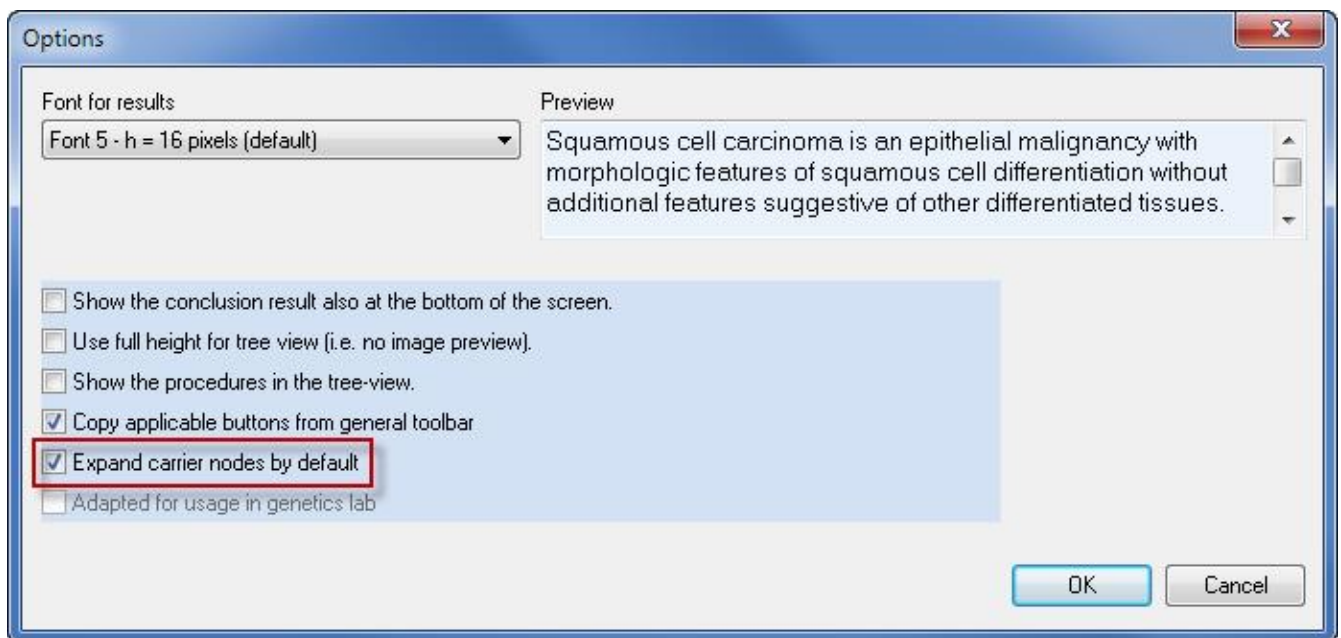 Options
Font for results
Font 5 - h = 16 pixels (default)
Preview
Squamous cell carcinoma is an epithelial malignancy with
morphologic features of squamous cell differentiation without
additional features suggestive of other differentiated tissues.
Show the conclusion result also at the bottom of the screen.
Use full height for tree view (i.e. no image preview).
Show the procedures in the tree-view.
Copy applicable buttons from general toolbar
Expand carrier nodes by default
Adapted for usage in genetics lab
OK
Cancel